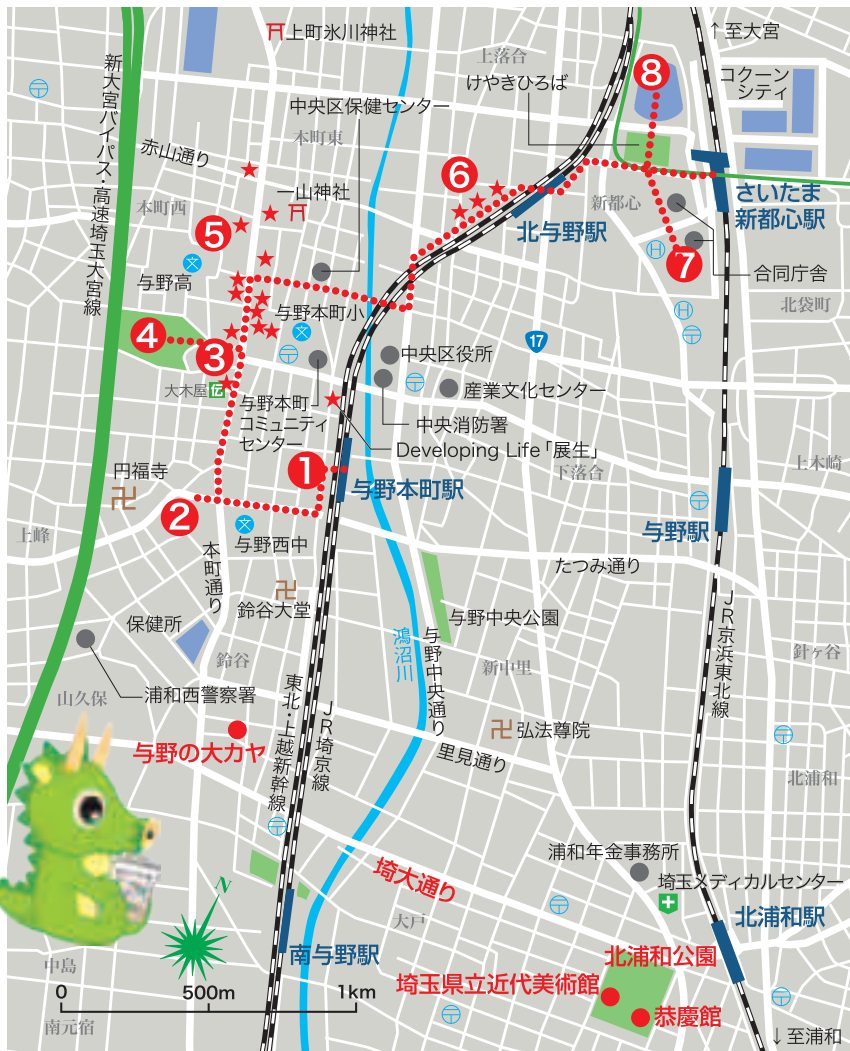 上町氷川神社
↑至大宮
上落合
8
コクーン
シティ
けやきひろば
新大宮バイパス・高速埼玉大宮線
中央区保健センター
本町東
赤山通り
6
一山神社
本町西
さいたま
新都心駅
新都心
5
北与野駅
文
H
7
合同庁舎
与野高
北袋町
与野本町小
H
4
文
17
3
中央区役所
大木屋
伝
産業文化センター
与野本町
コミュニティ
センター
中央消防署
Developing Life「展生」
1
下落合
上木崎
円福寺
与野本町駅
2
文
与野西中
与野駅
上峰
本町通り
たつみ通り
鈴谷大堂
保健所
与野中央公園
JR京浜東北線
鴻沼川
与野中央通り
鈴谷
新中里
針ヶ谷
山久保
浦和西警察署
東北・上越新幹線
JR埼京線
弘法尊院
与野の大カヤ
里見通り
北浦和
浦和年金事務所
埼大通り
埼玉メディカルセンター
N
大戸
北浦和駅
南与野駅
北浦和公園
中島
埼玉県立近代美術館
0 500m 1km
恭慶館
南元宿
↓至浦和